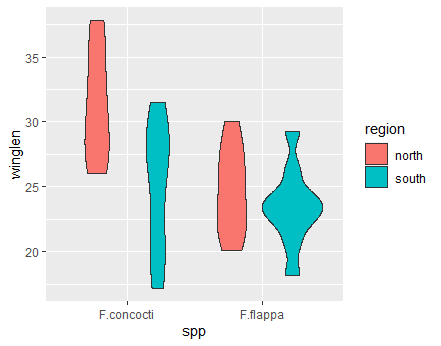 35
30
25
20
winglen
F.concocti
F.flappa
spp
region
north
south